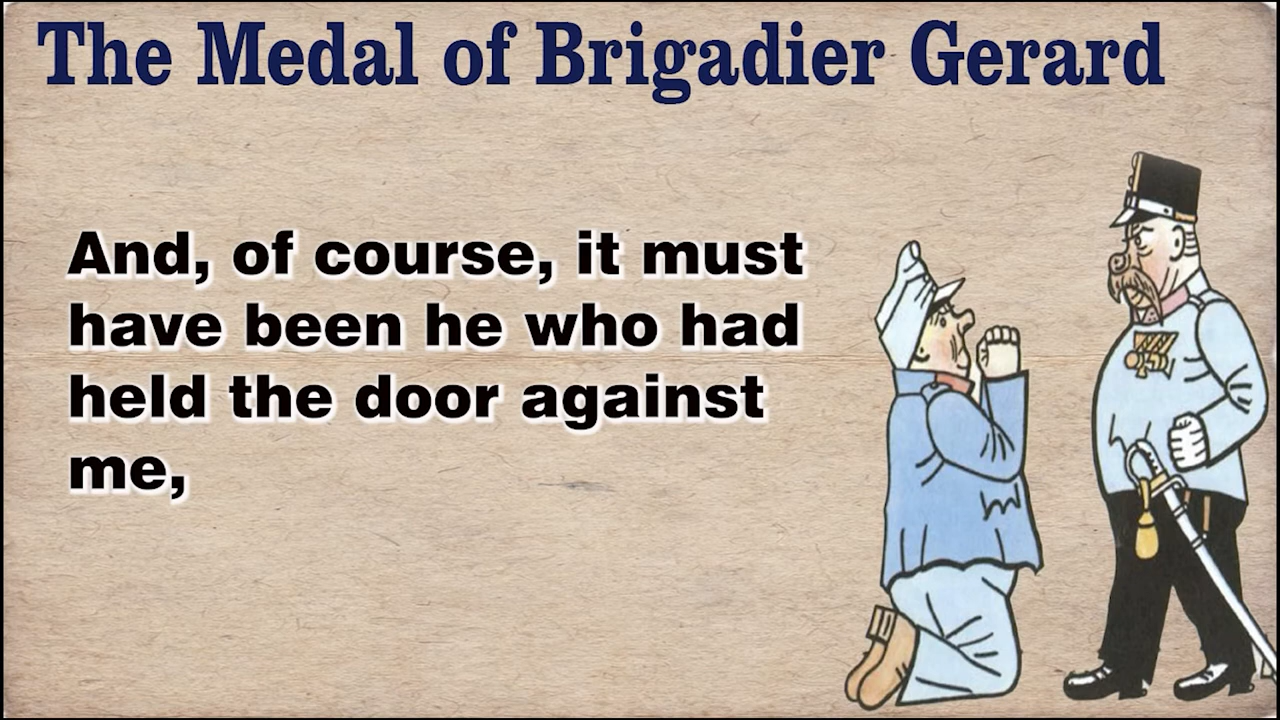 The Medal of Brigadier Gerard
And, of course, it must
have been he who had
held the door against
me,